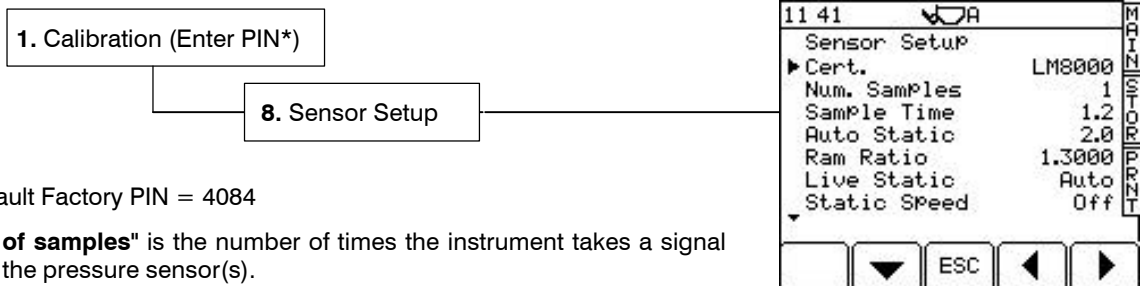 1. Calibration (Enter PIN*)
8. Sensor Setup
ault Factory PIN = 4084
of samples" is the number of times the instrument takes a signal
the pressure sensor(s).
11 41 A
Sensor Setup
Cert. LM8000
Num. Samples 1
Sample Time 1.2
Auto Static 2.0
Ram Ratio 1.3000
Live Static Auto
Static Speed Off
MAIN
STOR
PRNT
ESC